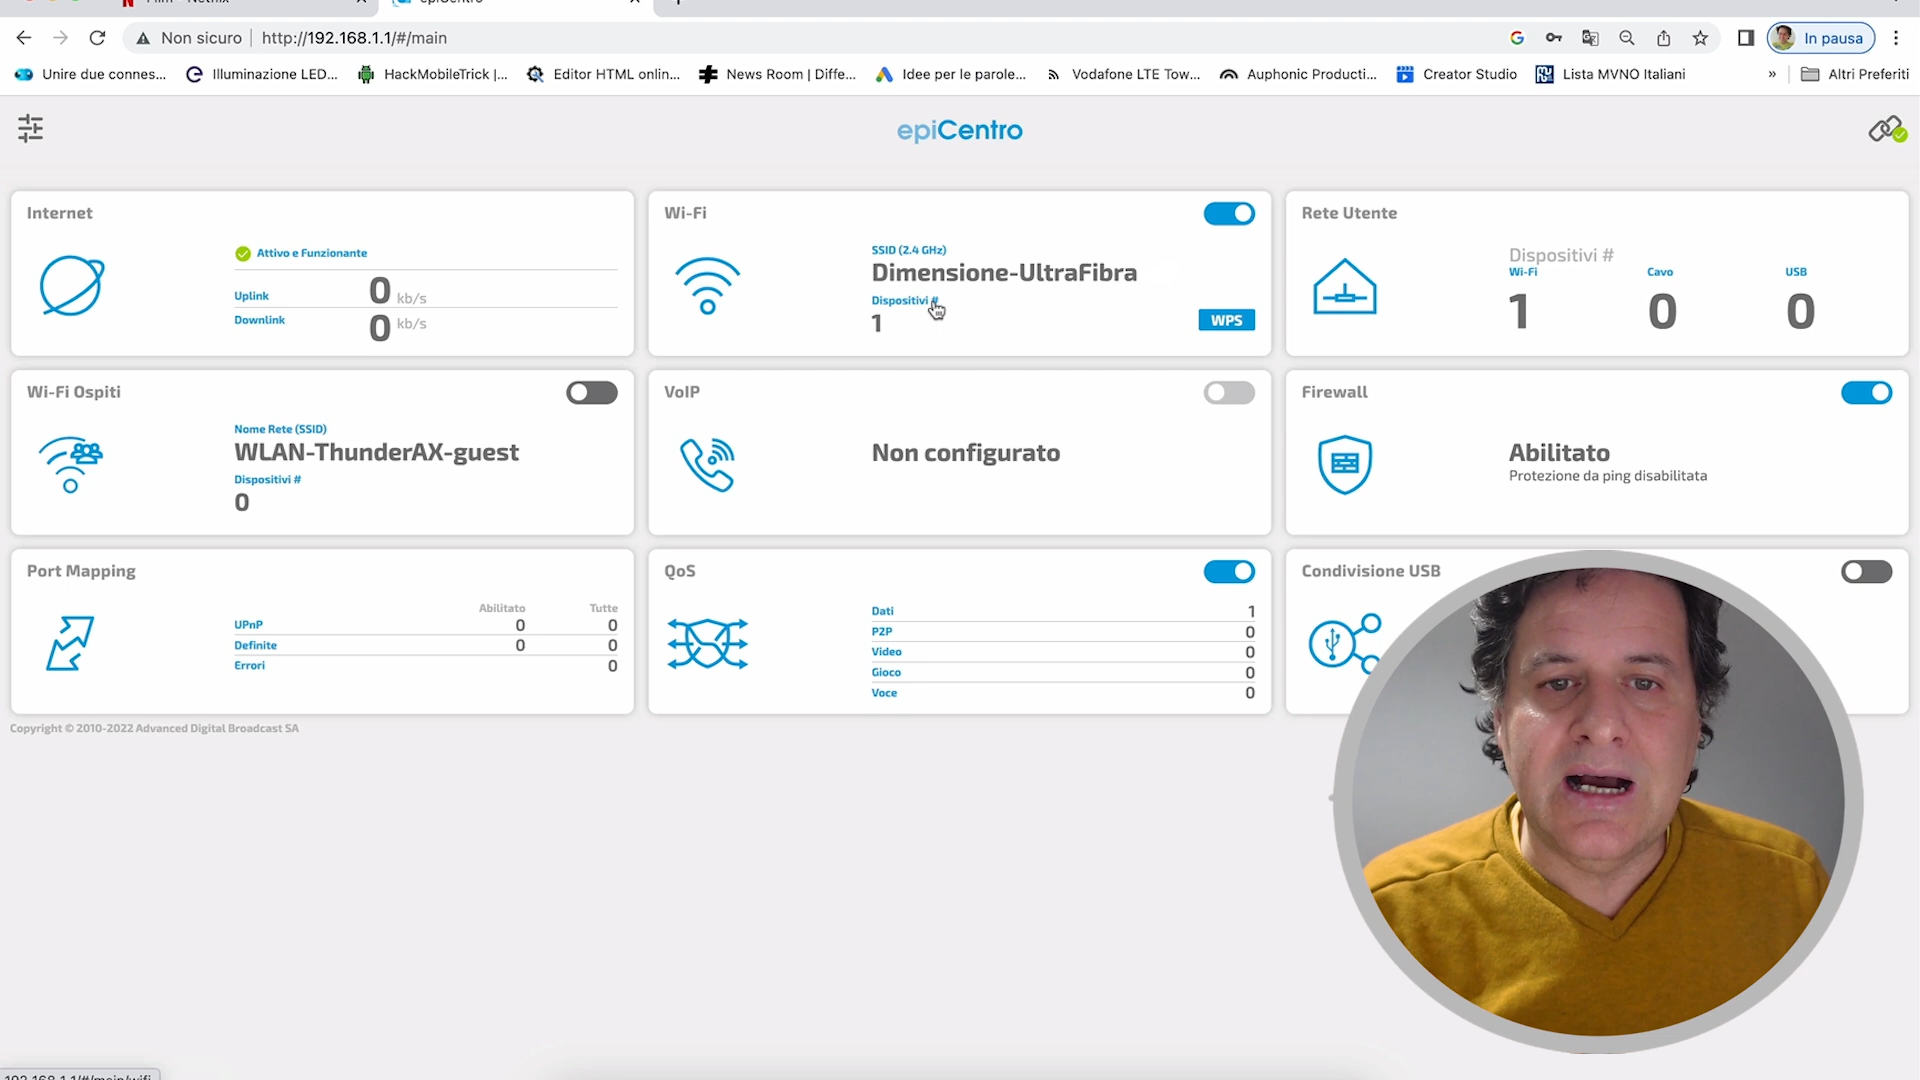 Non sicuro
http://192.168.1.1/#/main
In pausa
Unire due connes...
Illuminazione LED...
HackMobileTrick |...
Editor HTML onlin...
News Room | Diffe...
Idee per le parole...
Vodafone LTE Tow...
Auphonic Producti...
Creator Studio
Lista MVNO Italiani
»
Altri Preferiti
epiCentro
Internet
Attivo e Funzionante
Uplink 0 kb/s
Downlink 0 kb/s
Wi-Fi
SSID (2.4 GHz)
Dimensione-UltraFibra
Dispositivi #
1
WPS
Rete Utente
Dispositivi #
Wi-Fi Cavo USB
1 0 0
Wi-Fi Ospiti
Nome Rete (SSID)
WLAN-ThunderAX-guest
Dispositivi #
0
VoIP
Non configurato
Firewall
Abilitato
Protezione da ping disabilitata
Port Mapping
Abilitato Tutte
UPnP 0 0
Definite 0 0
Errori 0
QoS
Dati 1
P2P 0
Video 0
Gioco 0
Voce 0
Condivisione USB
Copyright © 2010-2022 Advanced Digital Broadcast SA